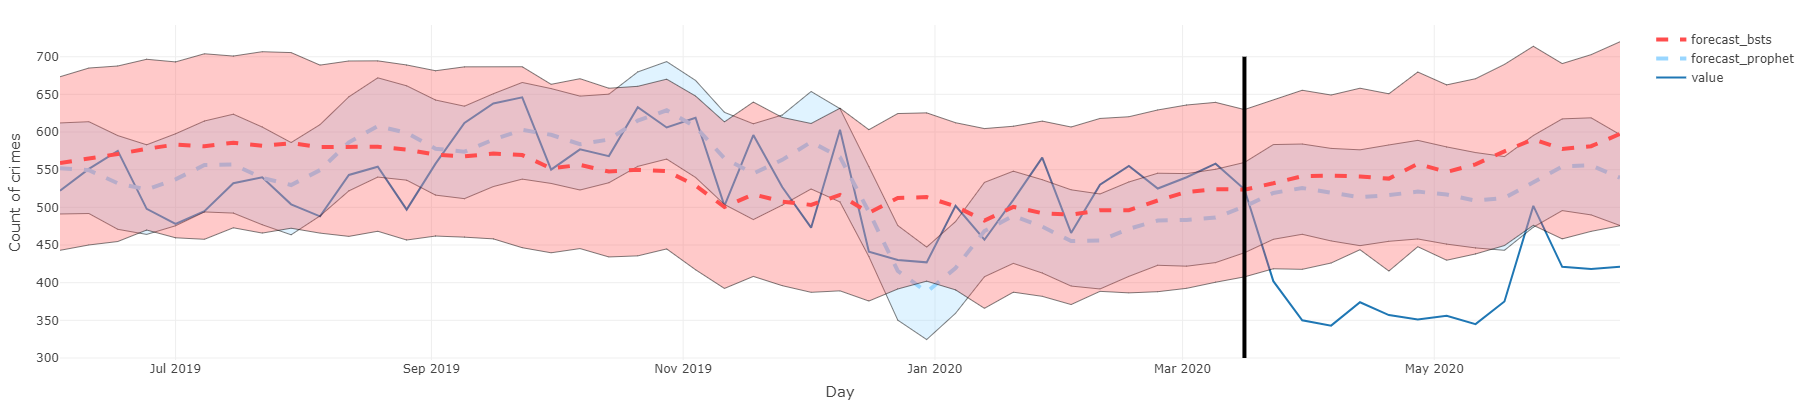 forecast_bsts
forecast_prophet
value
Count of crimes
700
650
600
550
500
450
400
350
300
Jul 2019
Sep 2019
Nov 2019
Jan 2020
Mar 2020
May 2020
Day